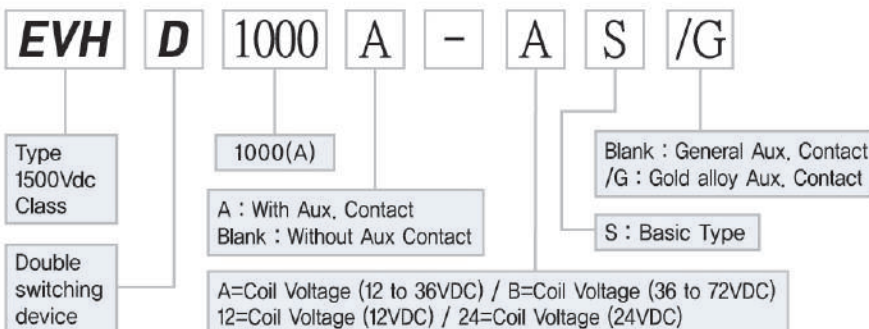 EVH D 1000 A - A S /G
Type
1500Vdc
Class
1000(A)
Blank : General Aux. Contact
/G : Gold alloy Aux. Contact
A : With Aux. Contact
Blank : Without Aux Contact
S : Basic Type
Double
switching
device
A=Coil Voltage (12 to 36VDC) / B=Coil Voltage (36 to 72VDC)
12=Coil Voltage (12VDC) / 24=Coil Voltage (24VDC)